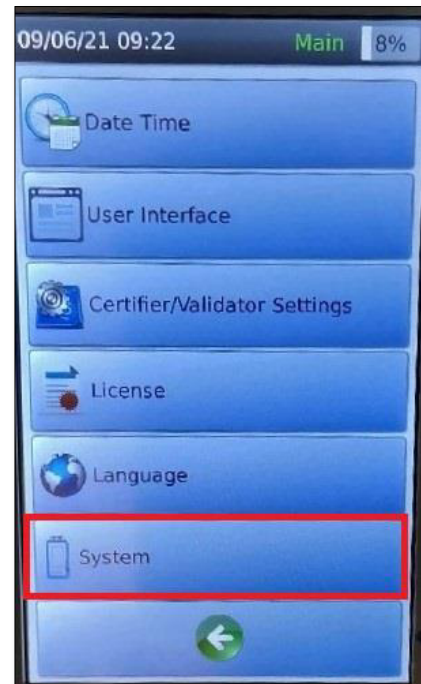 09/06/21 09:22 Main 8%
Date Time
User Interface
Certifier/Validator Settings
License
Language
System